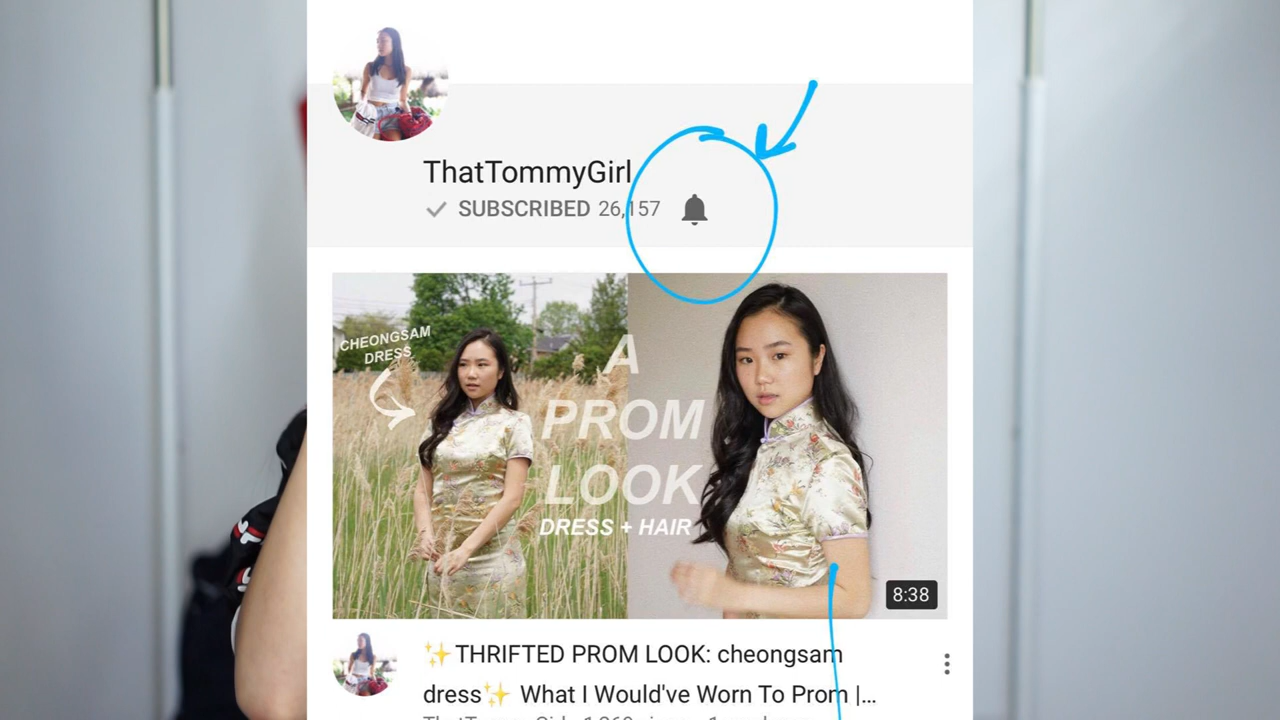 ThatTommyGirl
SUBSCRIBED 26,157
CHEONGSAM
DRESS
A
PROM
LOOK
DRESS + HAIR
8:38
✨THRIFTED PROM LOOK: cheongsam
dress✨ What I Would've Worn To Prom |...